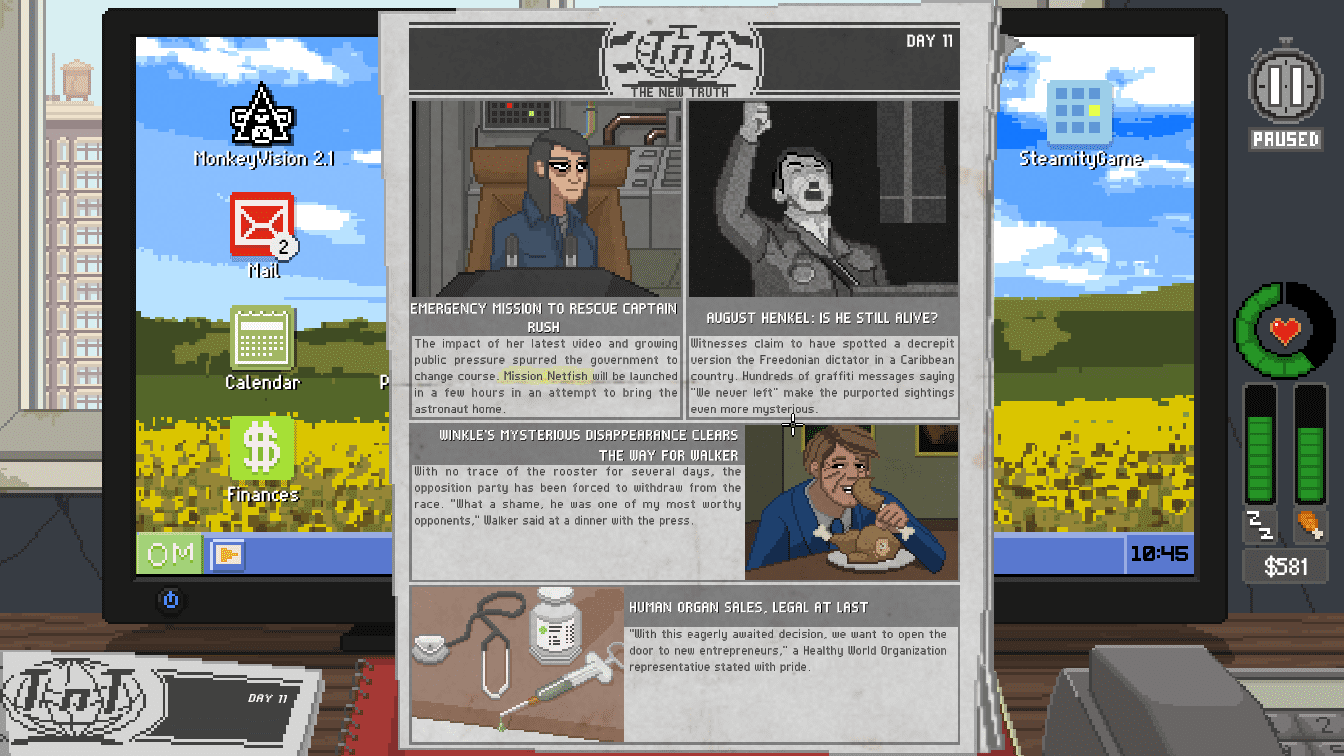 TnT
THE NEW TRUTH
DAY 11
EMERGENCY MISSION TO RESCUE CAPTAIN
RUSH
The impact of her latest video and growing
public pressure spurred the government to
change course. Mission Netfish will be launched
in a few hours in an attempt to bring the
astronaut home.
AUGUST HENKEL: IS HE STILL ALIVE?
Witnesses claim to have spotted a decrepit
version the Freedonian dictator in a Caribbean
country. Hundreds of graffiti messages saying
"We never left" make the purported sightings
even more mysterious.
WINKLE'S MYSTERIOUS DISAPPEARANCE CLEARS
THE WAY FOR WALKER
With no trace of the rooster for several days, the
opposition party has been forced to withdraw from the
race. "What a shame, he was one of my most worthy
opponents," Walker said at a dinner with the press.
HUMAN ORGAN SALES, LEGAL AT LAST
"With this eagerly awaited decision, we want to open the
door to new entrepreneurs," a Healthy World Organization
representative stated with pride.
MonkeyVision 2.1
2
Mail
Calendar
P
Finances
OM
SteamityGame
10:45
PAUSED
zZz
$581
TnT
DAY 11
2